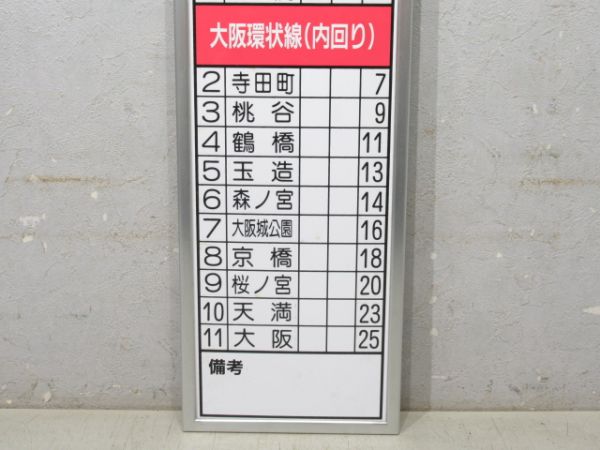 大阪環状線(内回り)
2 寺田町 7
3 桃谷 9
4 鶴橋 11
5 玉造 13
6 森ノ宮 14
7 大阪城公園 16
8 京橋 18
9 桜ノ宮 20
10 天満 23
11 大阪 25
備考